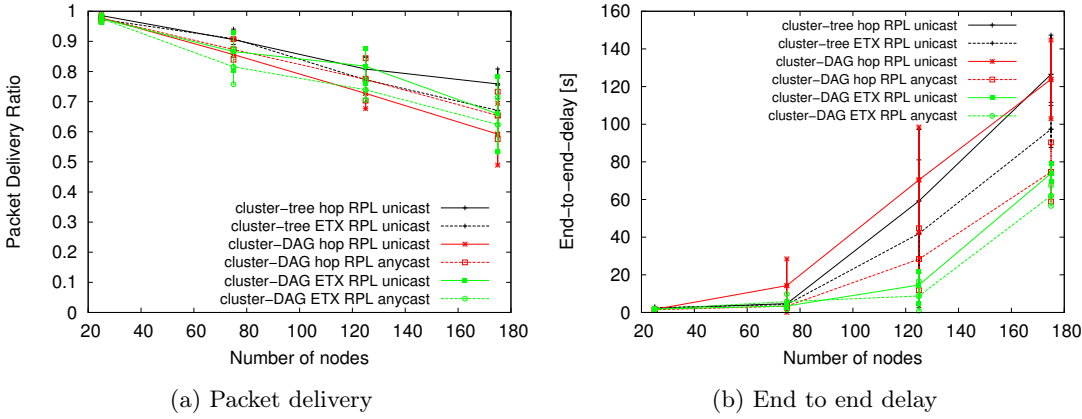 Packet Delivery Ratio
1
0.9
0.8
0.7
0.6
0.5
0.4
0.3
0.2
0.1
0
cluster-tree hop RPL unicast
cluster-tree ETX RPL unicast
cluster-DAG hop RPL unicast
cluster-DAG hop RPL anycast
cluster-DAG ETX RPL unicast
cluster-DAG ETX RPL anycast
20 40 60 80 100 120 140 160 180
Number of nodes
(a) Packet delivery
End-to-end-delay [s]
160
140
120
100
80
60
40
20
0
cluster-tree hop RPL unicast
cluster-tree ETX RPL unicast
cluster-DAG hop RPL unicast
cluster-DAG hop RPL anycast
cluster-DAG ETX RPL unicast
cluster-DAG ETX RPL anycast
20 40 60 80 100 120 140 160 180
Number of nodes
(b) End to end delay